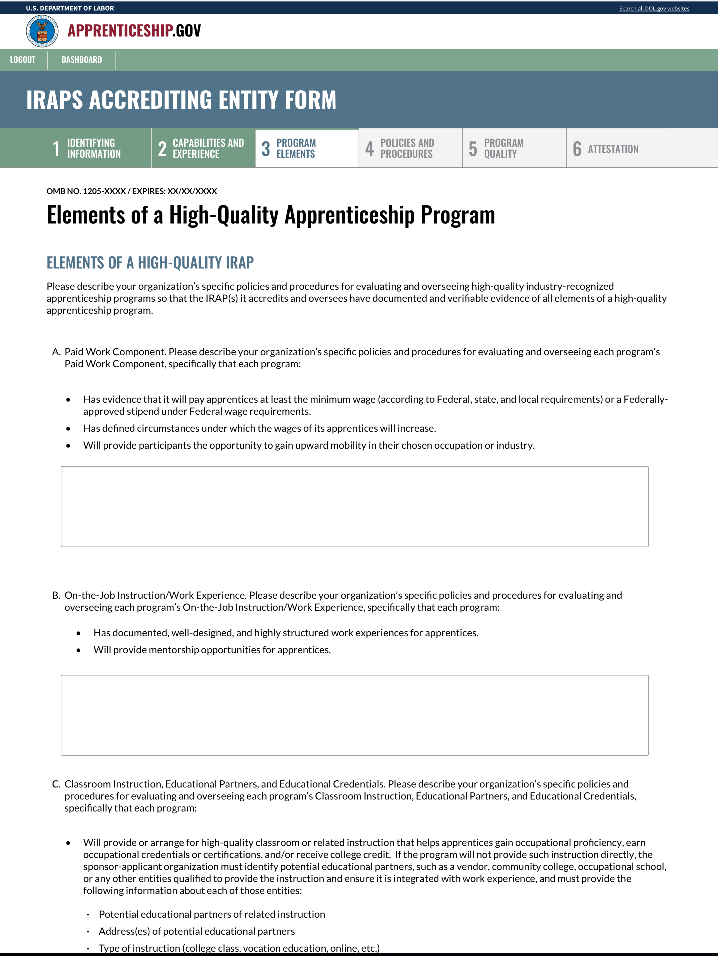 U.S. DEPARTMENT OF LABOR
Search all DOL.gov websites
APPRENTICESHIP.GOV
LOGOUT
DASHBOARD
IRAPS ACCREDITING ENTITY FORM
1 IDENTIFYING INFORMATION
2 CAPABILITIES AND EXPERIENCE
3 PROGRAM ELEMENTS
4 POLICIES AND PROCEDURES
5 PROGRAM QUALITY
6 ATTESTATION
OMB NO. 1205-XXXX / EXPIRES: XX/XX/XXXX
Elements of a High-Quality Apprenticeship Program
ELEMENTS OF A HIGH-QUALITY IRAP
Please describe your organization's specific policies and procedures for evaluating and overseeing high-quality industry-recognized
apprenticeship programs so that the IRAP(s) it accredits and oversees have documented and verifiable evidence of all elements of a high-quality
apprenticeship program.
A. Paid Work Component. Please describe your organization's specific policies and procedures for evaluating and overseeing each program's
Paid Work Component, specifically that each program:
• Has evidence that it will pay apprentices at least the minimum wage (according to Federal, state, and local requirements) or a Federally-
approved stipend under Federal wage requirements.
• Has defined circumstances under which the wages of its apprentices will increase.
• Will provide participants the opportunity to gain upward mobility in their chosen occupation or industry.
B. On-the-Job Instruction/Work Experience. Please describe your organization's specific policies and procedures for evaluating and
overseeing each program's On-the-Job Instruction/Work Experience, specifically that each program:
• Has documented, well-designed, and highly structured work experiences for apprentices.
• Will provide mentorship opportunities for apprentices.
C. Classroom Instruction, Educational Partners, and Educational Credentials. Please describe your organization's specific policies and
procedures for evaluating and overseeing each program's Classroom Instruction, Educational Partners, and Educational Credentials,
specifically that each program:
• Will provide or arrange for high-quality classroom or related instruction that helps apprentices gain occupational proficiency, earn
occupational credentials or certifications, and/or receive college credit. If the program will not provide such instruction directly, the
sponsor-applicant organization must identify potential educational partners, such as a vendor, community college, occupational school,
or any other entities qualified to provide the instruction and ensure it is integrated with work experience, and must provide the
following information about each of those entities:
- Potential educational partners of related instruction
- Address(es) of potential educational partners
- Type of instruction (college class, vocation education, online, etc.)